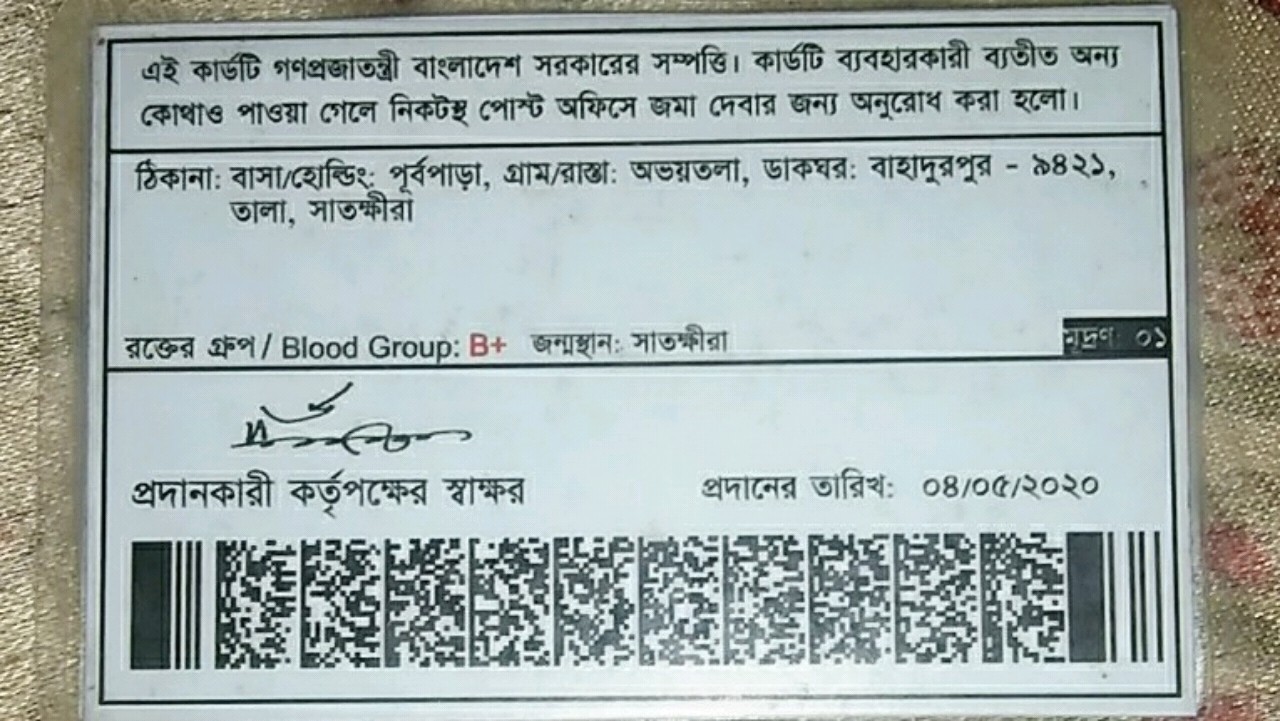 এই কার্ডটি গণপ্রজাতন্ত্রী বাংলাদেশ সরকারের সম্পত্তি। কার্ডটি ব্যবহারকারী ব্যতীত অন্য
কোথাও পাওয়া গেলে নিকটস্থ পোস্ট অফিসে জমা দেবার জন্য অনুরোধ করা হলো।
ঠিকানা: বাসা/হোল্ডিং: পূর্বপাড়া, গ্রাম/রাস্তা: অভয়তলা, ডাকঘর: বাহাদুরপুর - ৯৪২১,
তালা, সাতক্ষীরা
রক্তের গ্রুপ / Blood Group: B+ জন্মস্থান: সাতক্ষীরা মুদ্রণ: ০১
প্রদানকারী কর্তৃপক্ষের স্বাক্ষর প্রদানের তারিখ: ০৪/০৫/২০২০